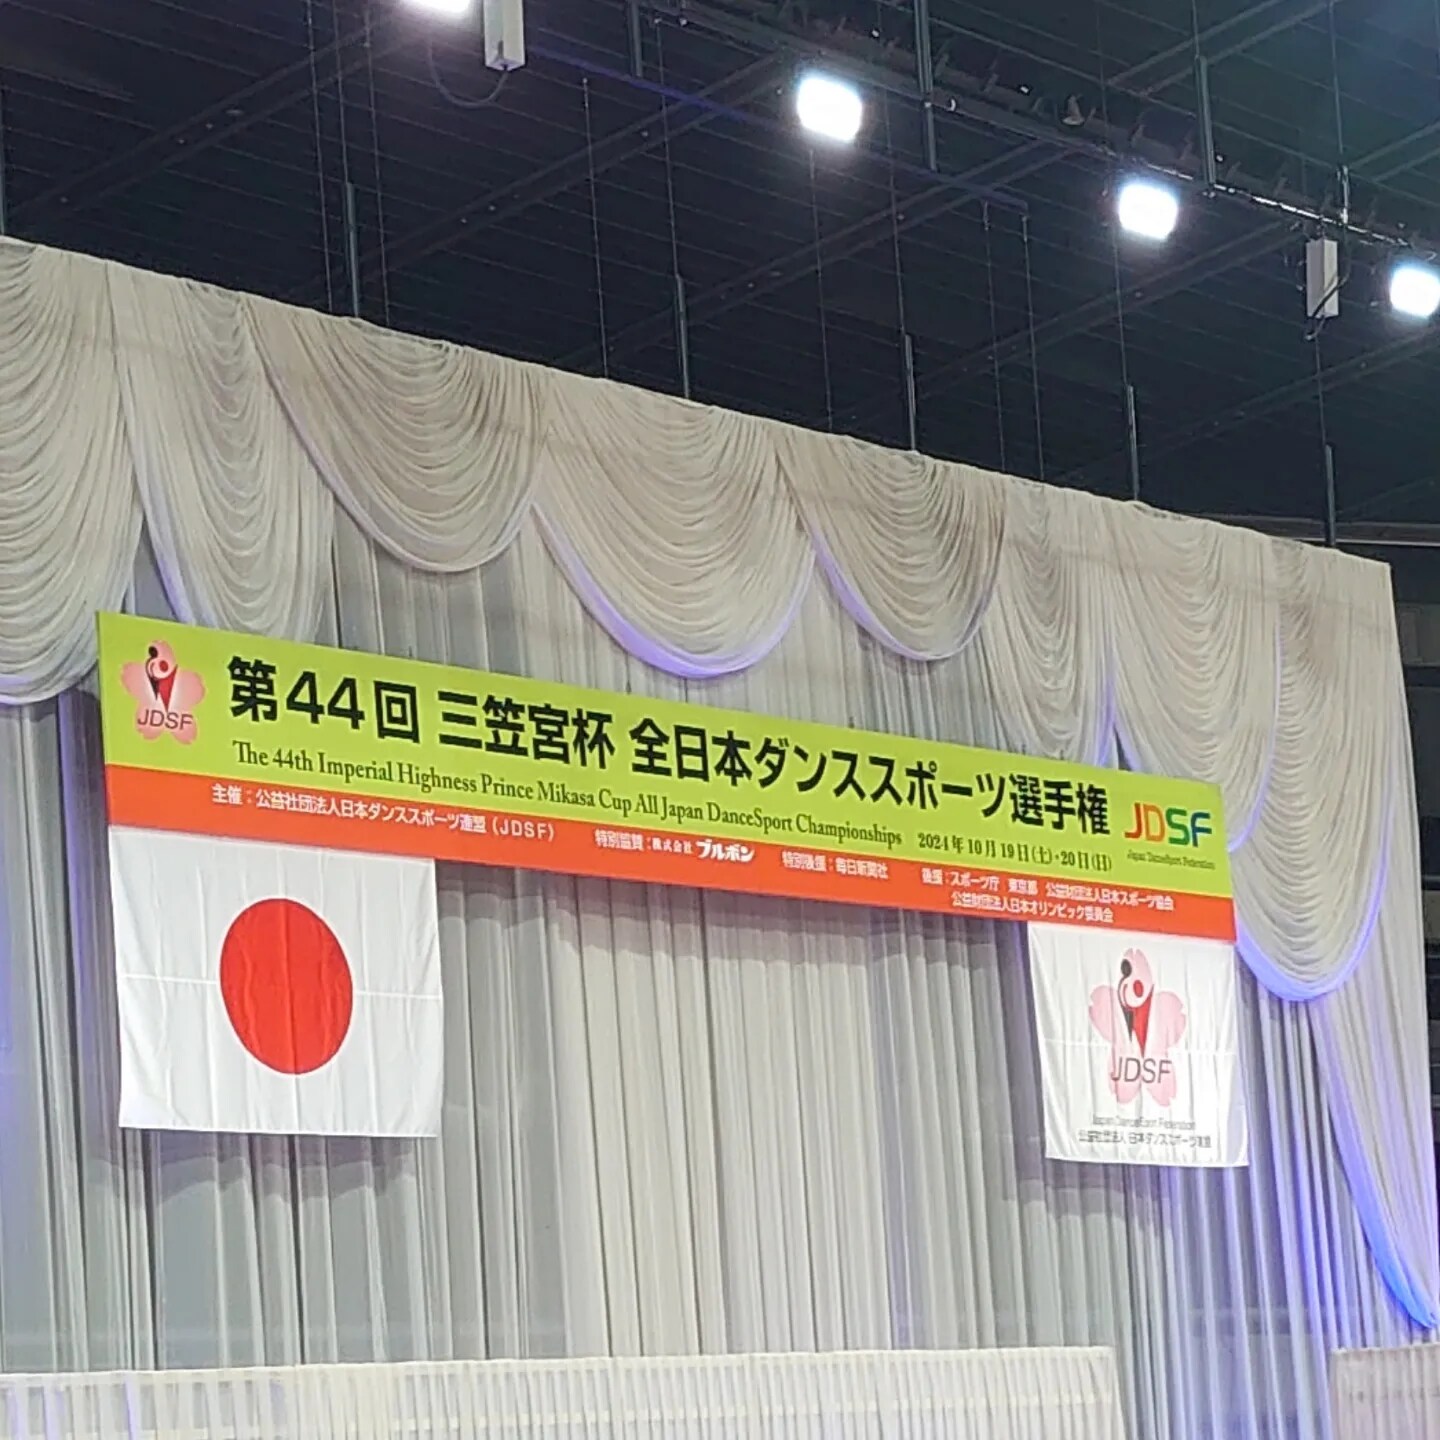 JDSF
第44回 三笠宮杯 全日本ダンススポーツ選手権
JDSF
Japan DanceSport Federation
The 44th Imperial Highness Prince Mikasa Cup All Japan DanceSport Championships 2024年10月19日(土)・20日(日)
主催:公益社団法人日本ダンススポーツ連盟(JDSF)
特別協賛:株式会社 ブルボン
特別後援:毎日新聞社
後援:スポーツ庁 東京都 公益財団法人日本スポーツ協会
公益財団法人日本オリンピック委員会
JDSF
Japan DanceSport Federation
公益社団法人 日本ダンススポーツ連盟